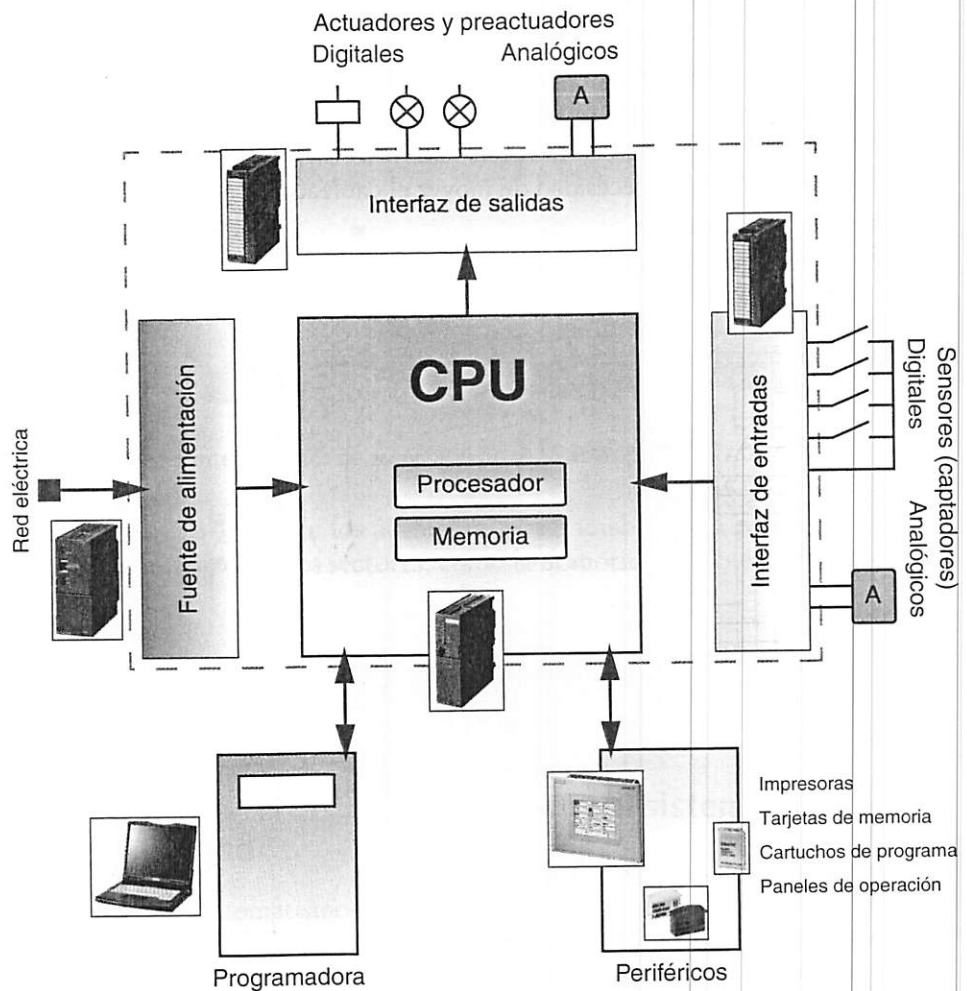 Actuadores y preactuadores
Digitales
Analógicos
A
Interfaz de salidas
Red eléctrica
Fuente de alimentación
CPU
Procesador
Memoria
Interfaz de entradas
Sensores (captadores)
Digitales
Analógicos
A
Programadora
Periféricos
Impresoras
Tarjetas de memoria
Cartuchos de programa
Paneles de operación